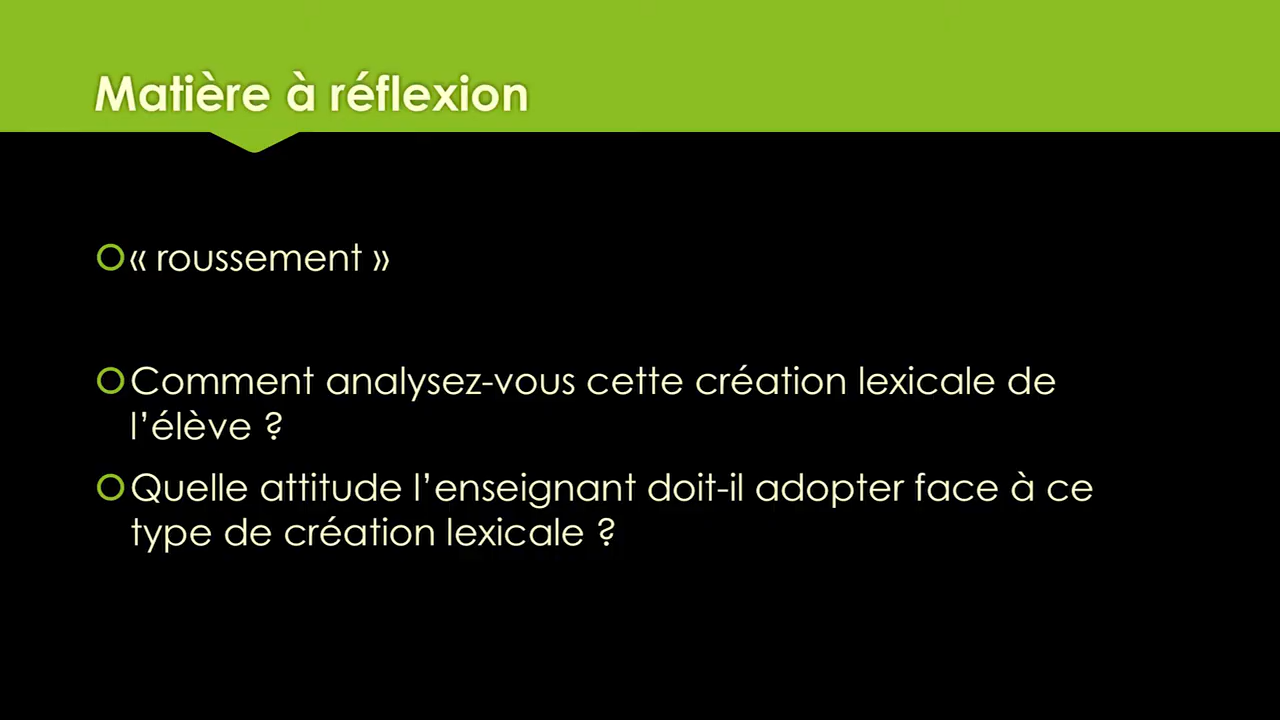 Matière à réflexion
« roussement »
Comment analysez-vous cette création lexicale de
l’élève ?
Quelle attitude l’enseignant doit-il adopter face à ce
type de création lexicale ?